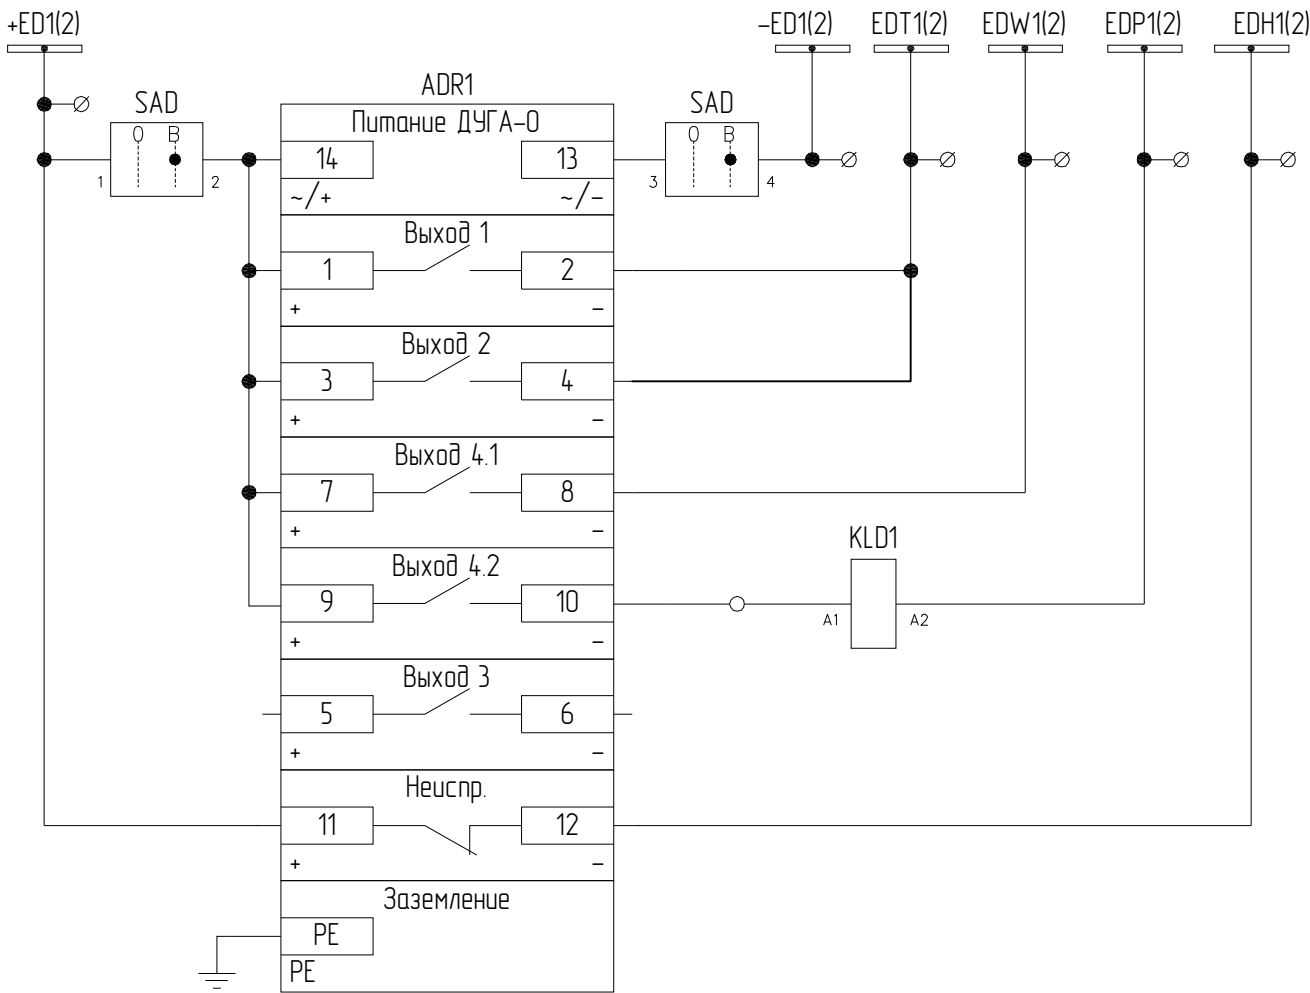 +ED1(2) -ED1(2) EDT1(2) EDW1(2) EDP1(2) EDH1(2)
ADR1
SAD SAD
Питание ДУГА-О
О В О В
14 13
1 2 3 4
~/+ ~/-
Выход 1
1 2
+ -
Выход 2
3 4
+ -
Выход 4.1
7 8
+ -
KLD1
Выход 4.2
9 10
A1 A2
+ -
Выход 3
5 6
+ -
Неиспр.
11 12
+ -
Заземление
PE
PE